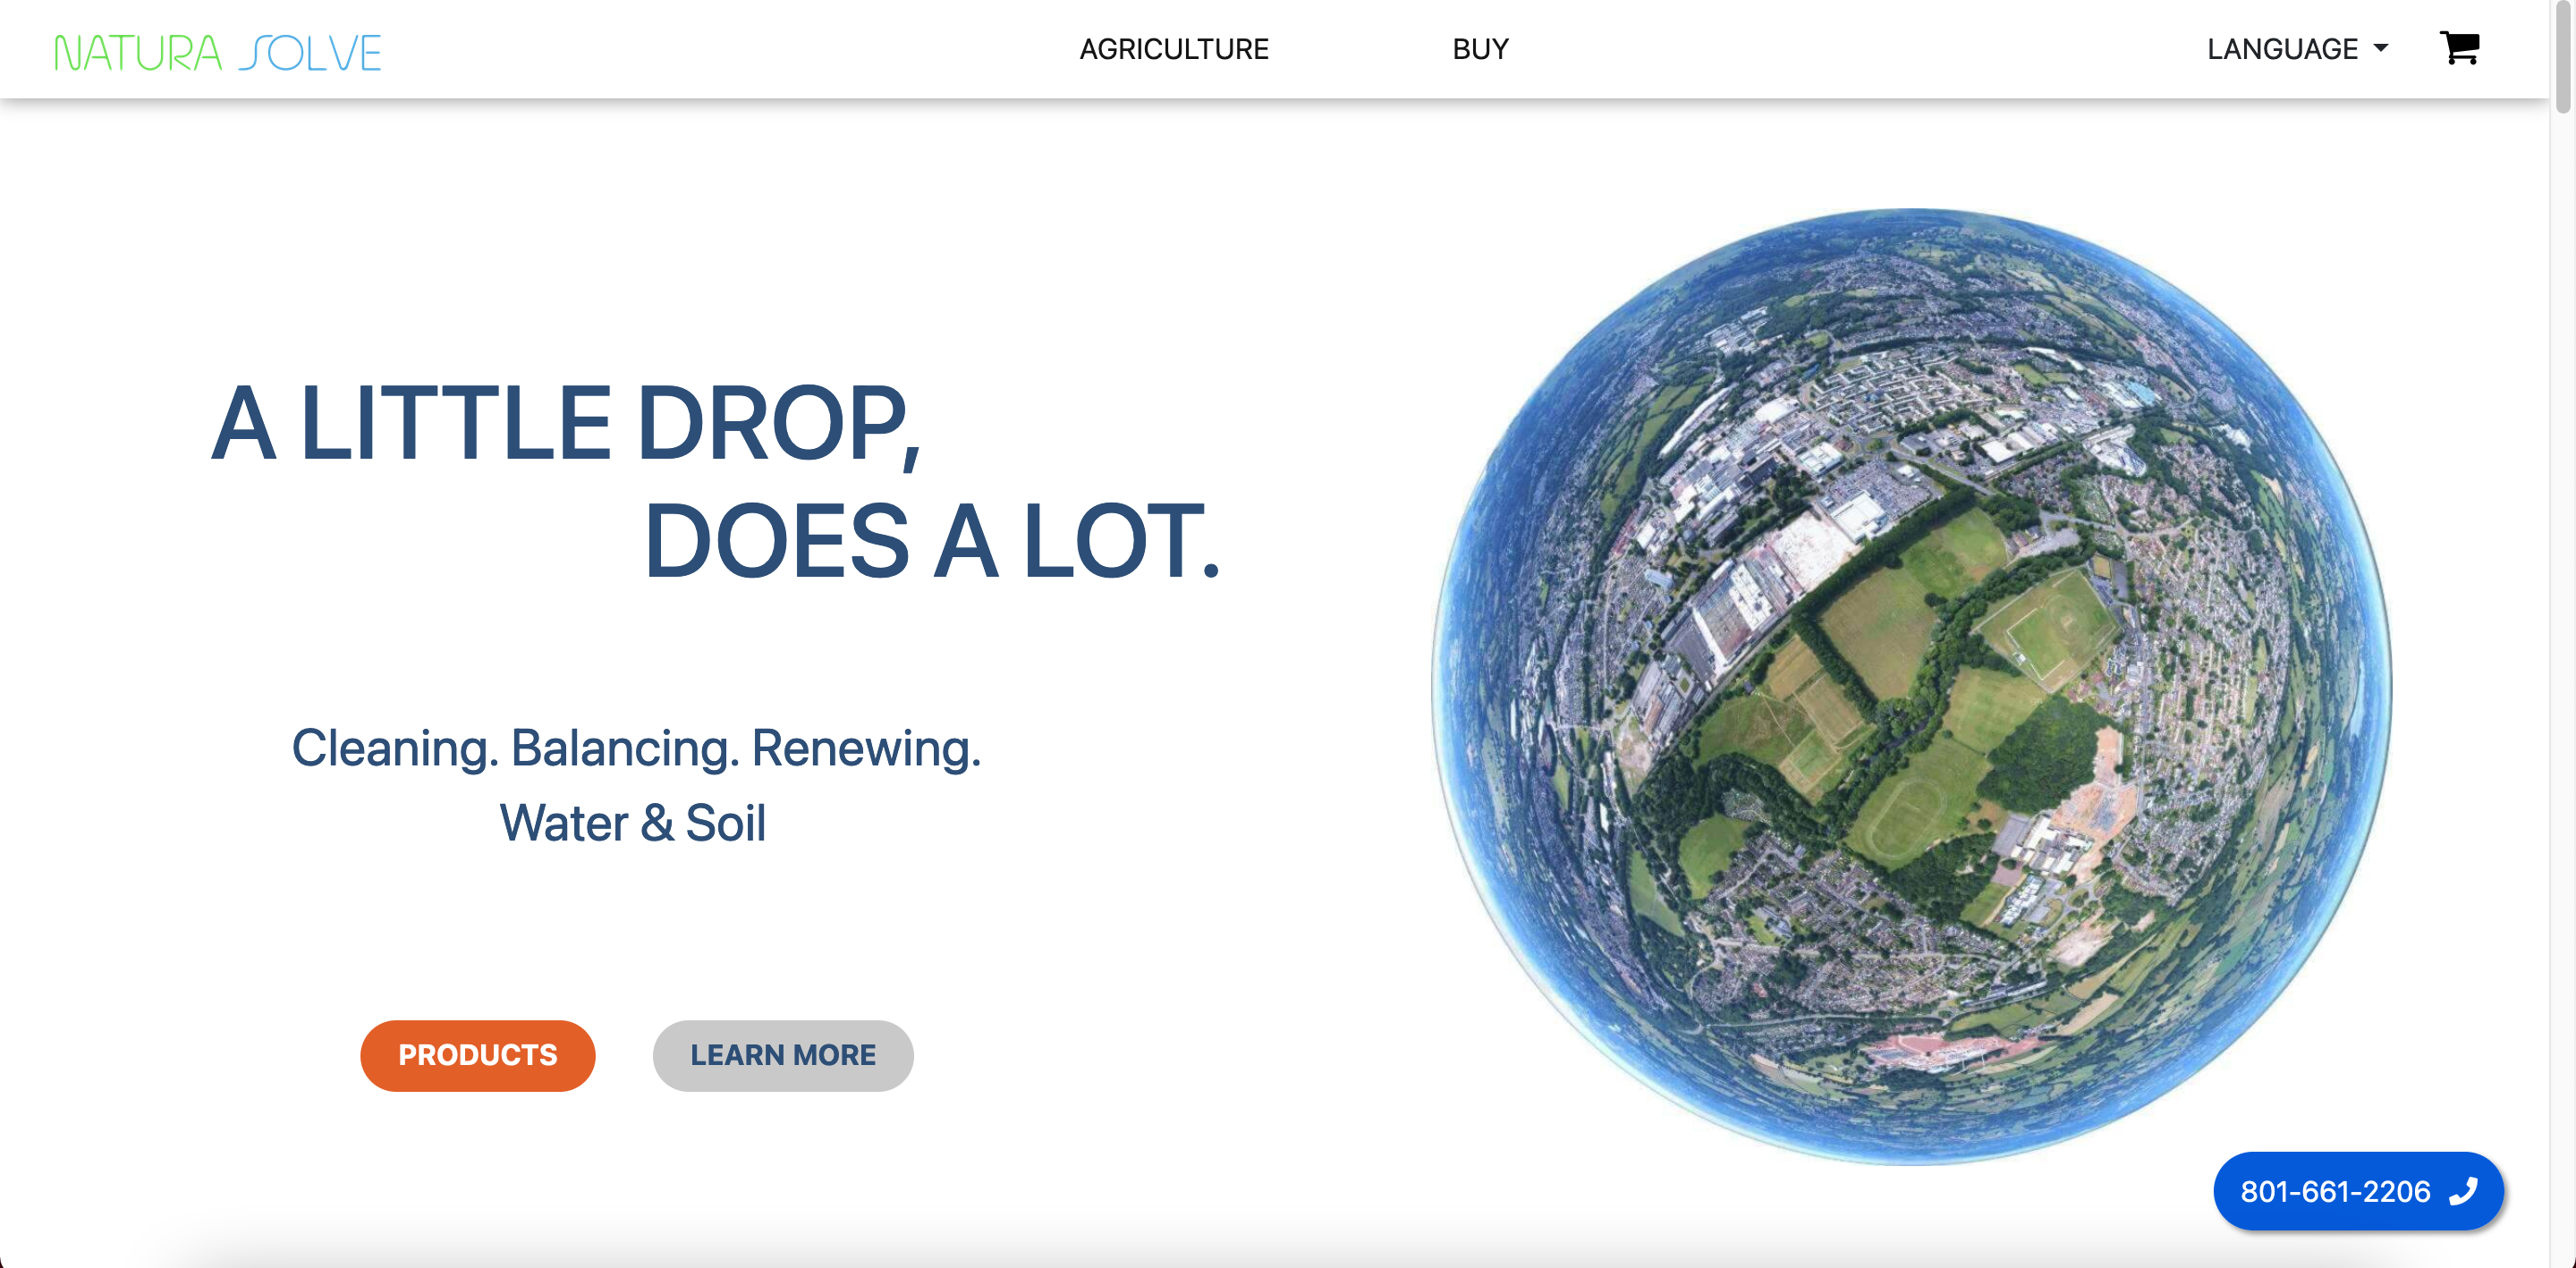 NATURA SOLVE
AGRICULTURE
BUY
LANGUAGE
A LITTLE DROP,
DOES A LOT.
Cleaning. Balancing. Renewing.
Water & Soil
PRODUCTS
LEARN MORE
801-661-2206